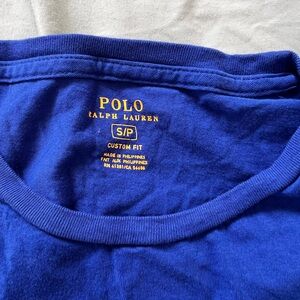 POLO
RALPH LAUREN
S/P
CUSTOM FIT
MADE IN PHILIPPINES
FAIT AUX PHILIPPINES